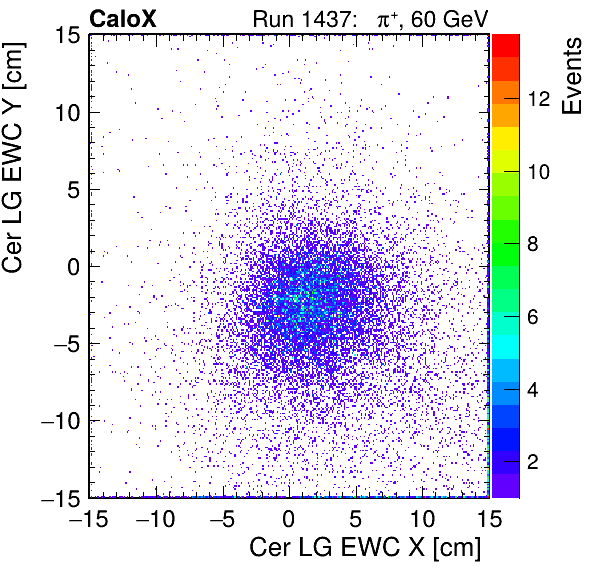 CaloX Run 1437: π⁺, 60 GeV
Cer LG EWC Y [cm]
15
10
5
0
−5
−10
−15
−15 −10 −5 0 5 10 15
Cer LG EWC X [cm]
Events
12
10
8
6
4
2